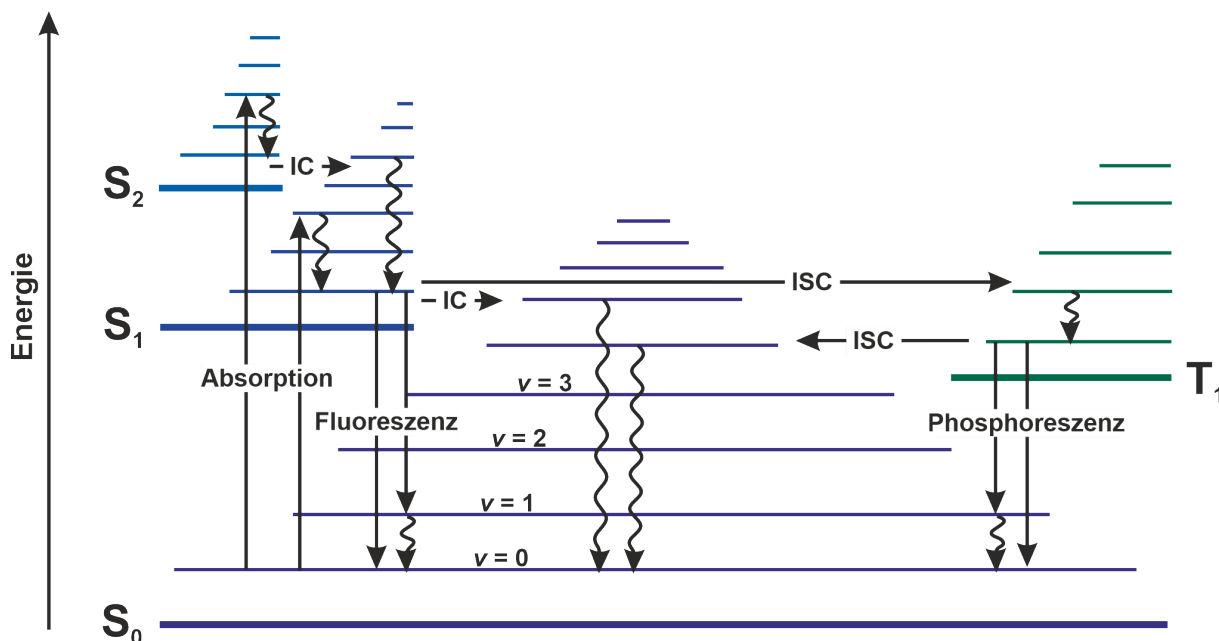 IC
S2
ISC
Energie
IC
S1
ISC
Absorption
v = 3
T1
Fluoreszenz
Phosphoreszenz
v = 2
v = 1
v = 0
S0